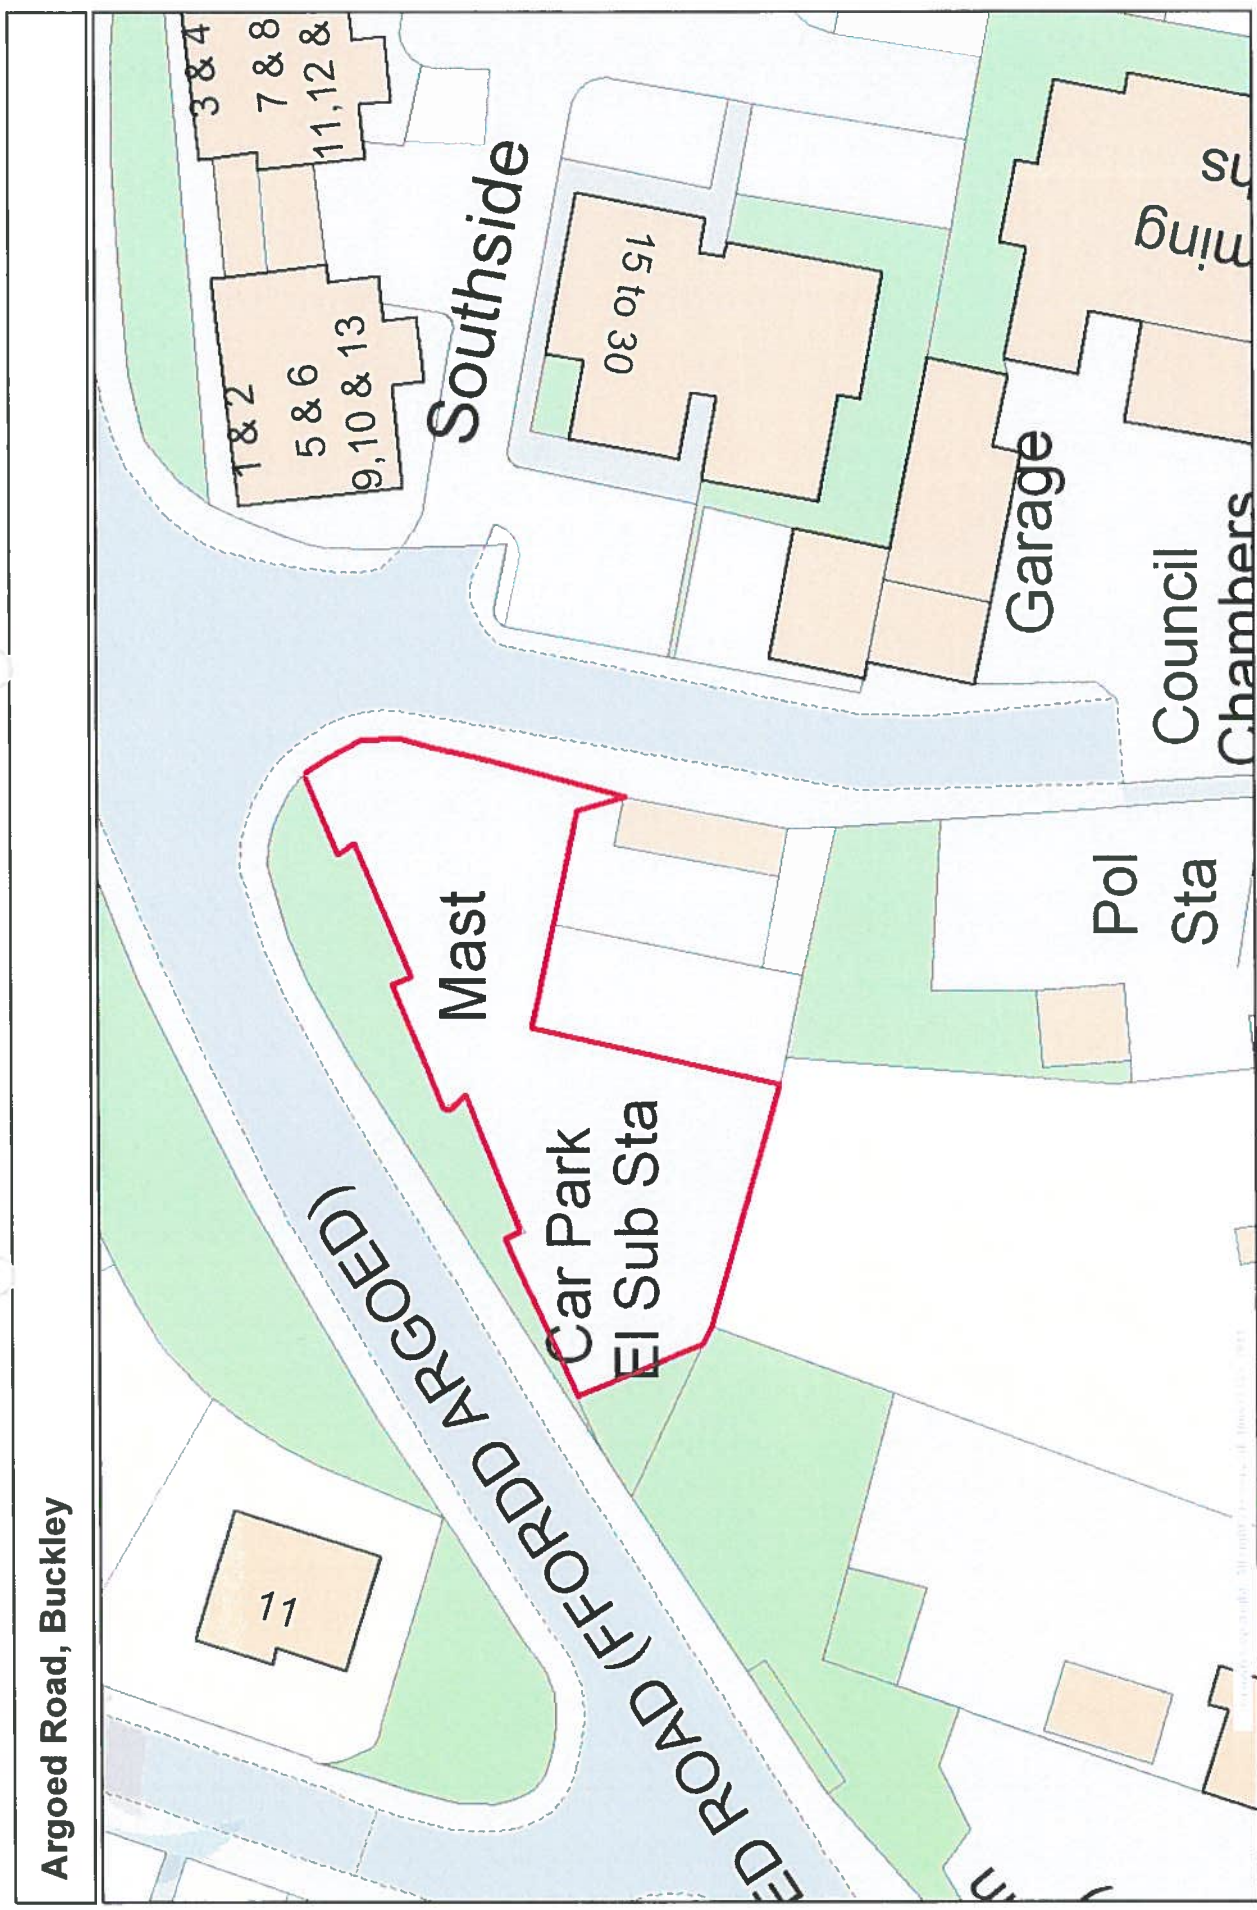 Argoed Road, Buckley
3 & 4
7 & 8
11,12 &
1 & 2
5 & 6
9,10 & 13
Southside
15 to 30
Garage
Council
Chambers
ming
hs
Mast
Pol
Sta
Car Park
El Sub Sta
ED ROAD (FFORDD ARGOED)
11